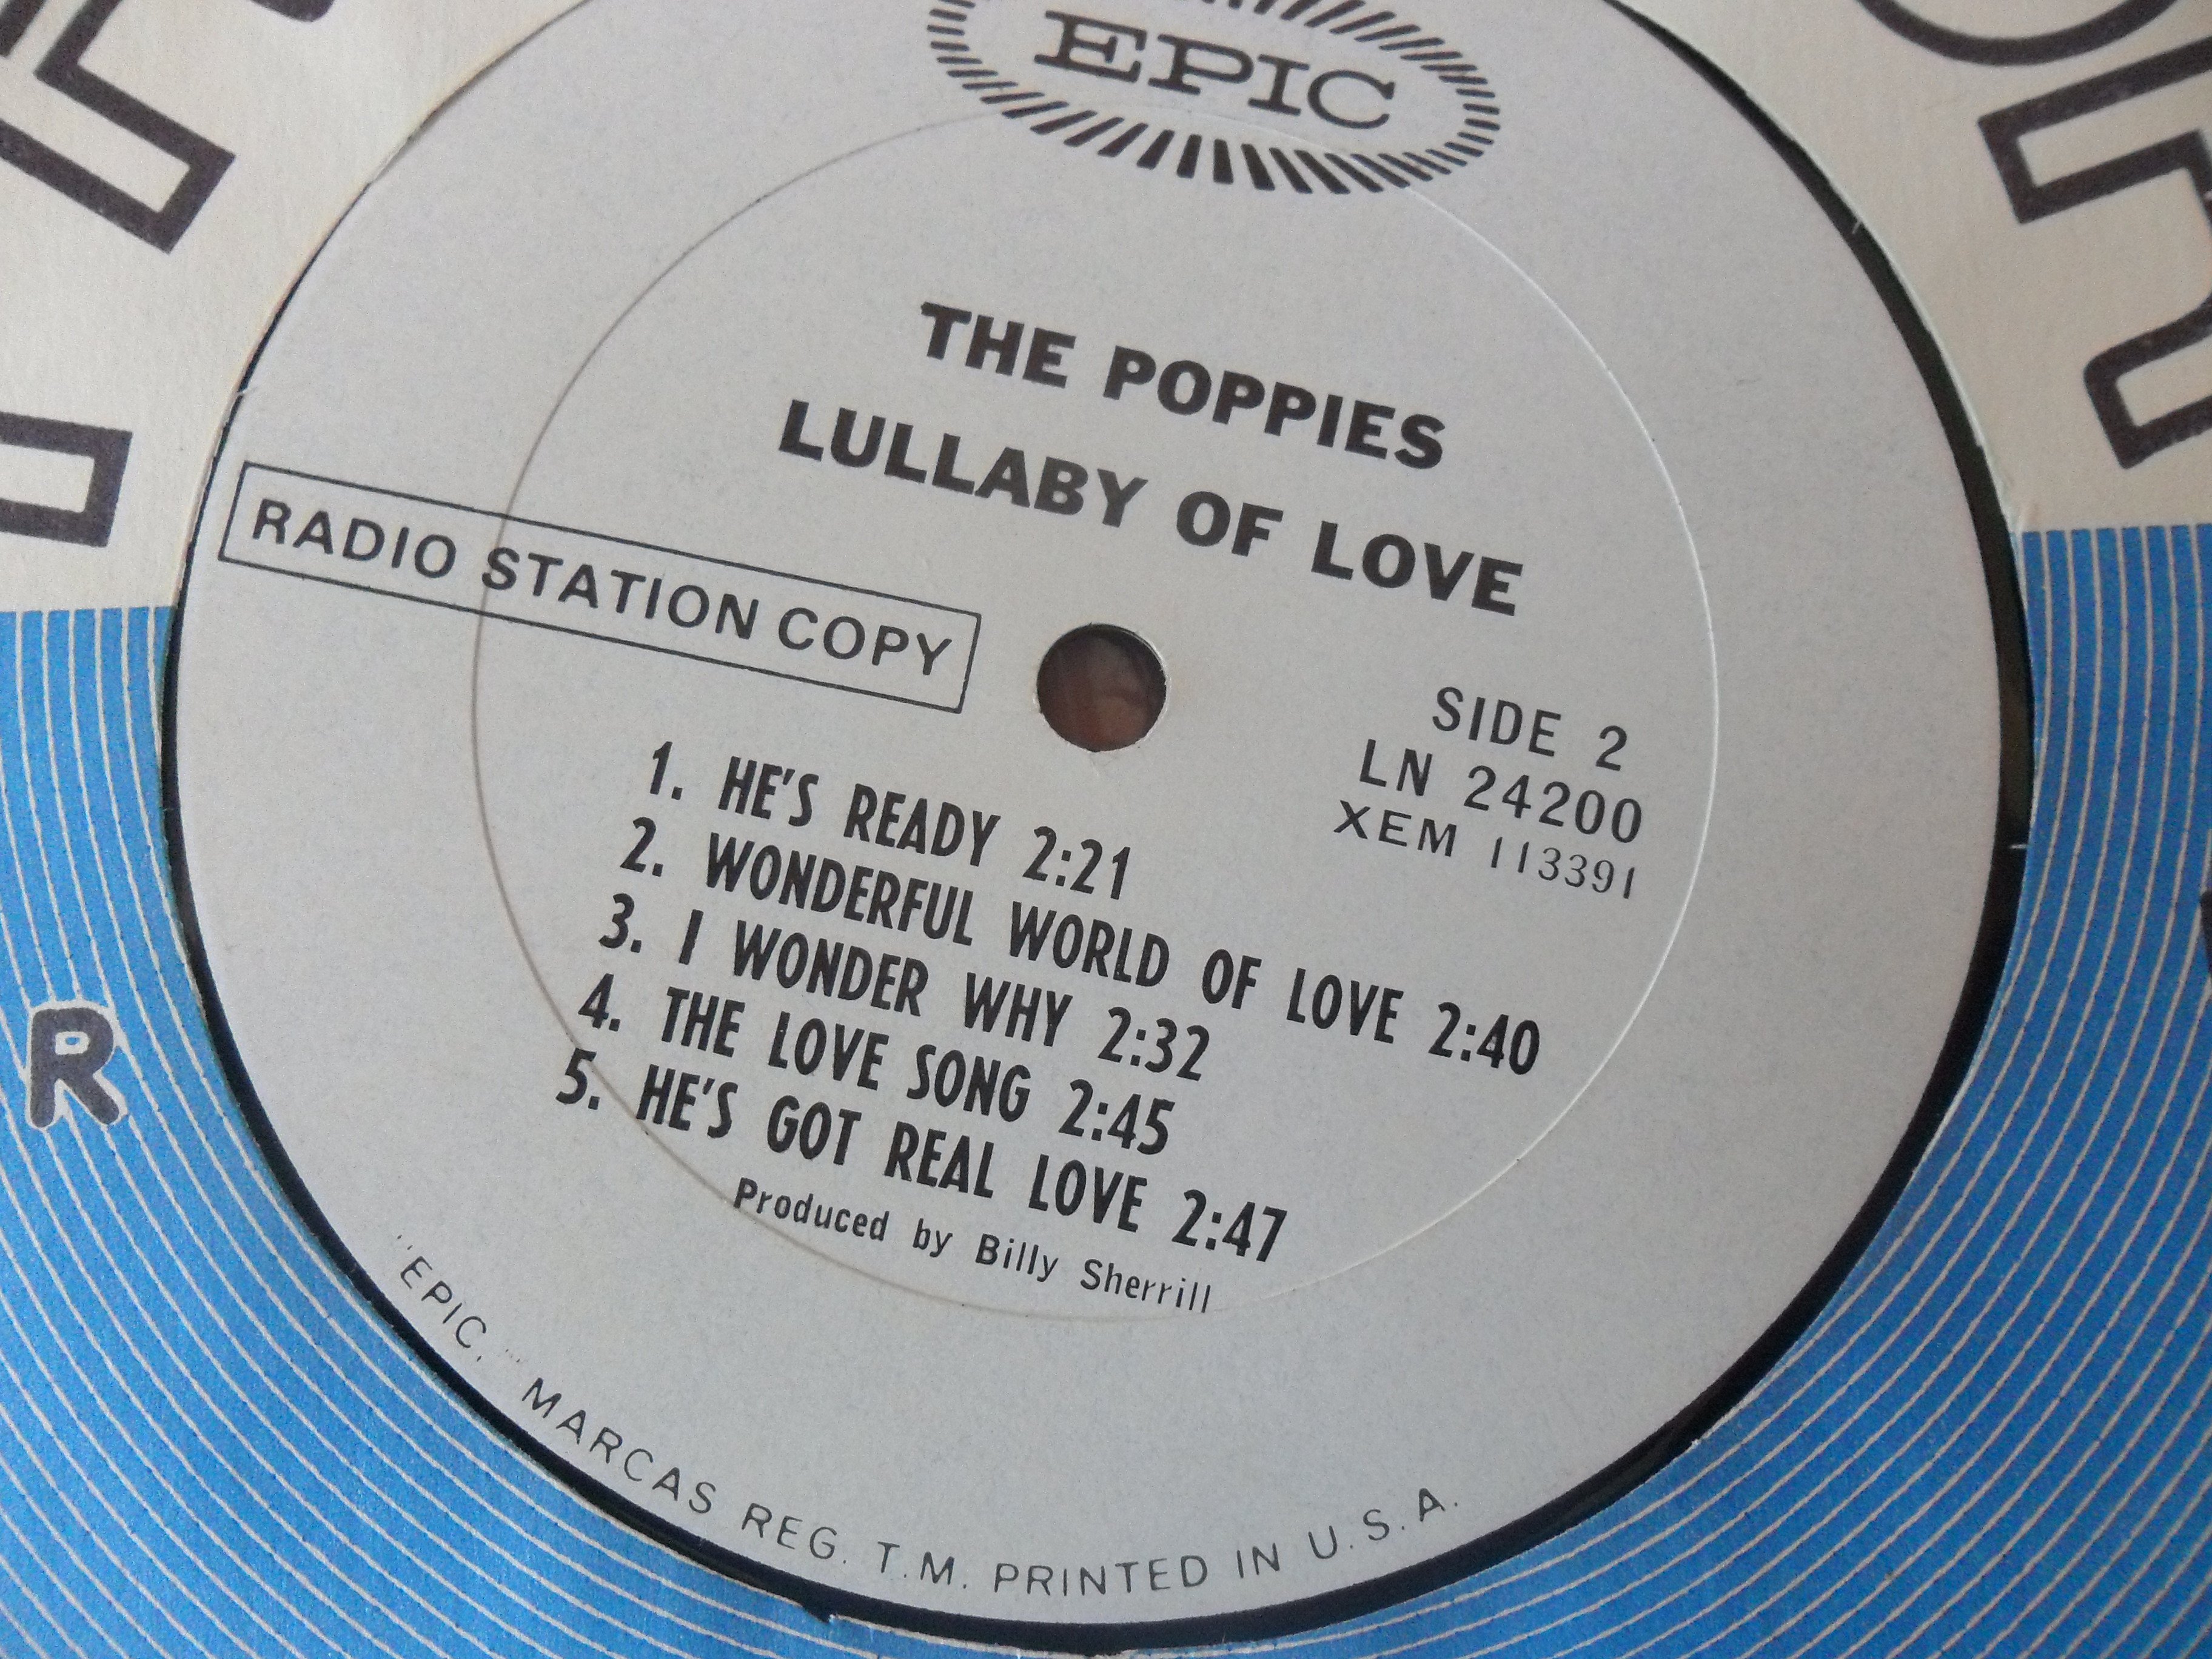 EPIC
THE POPPIES
LULLABY OF LOVE
RADIO STATION COPY
SIDE 2
LN 24200
XEM 113391
1. HE'S READY 2:21
2. WONDERFUL WORLD OF LOVE 2:40
3. I WONDER WHY 2:32
4. THE LOVE SONG 2:45
5. HE'S GOT REAL LOVE 2:47
Produced by Billy Sherrill
"EPIC," MARCAS REG. T.M. PRINTED IN U.S.A.
R